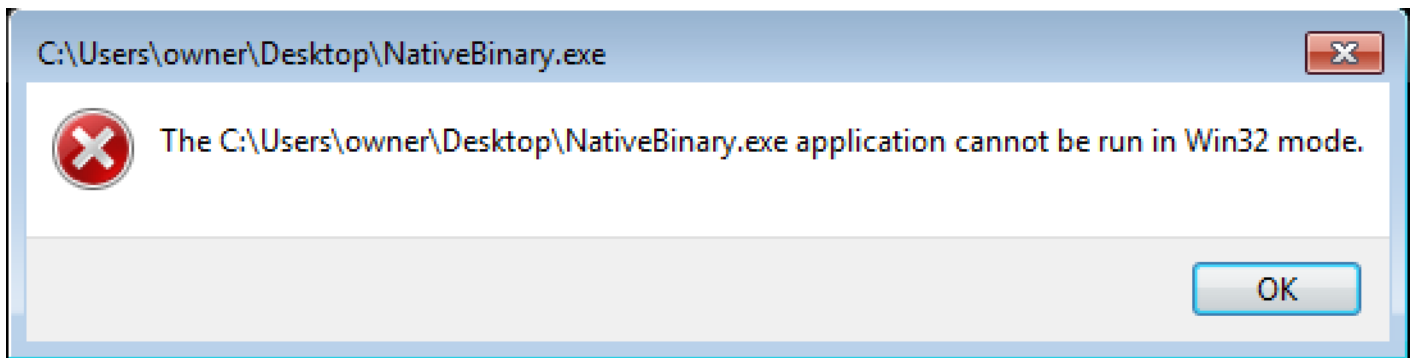 C:\Users\owner\Desktop\NativeBinary.exe
The C:\Users\owner\Desktop\NativeBinary.exe application cannot be run in Win32 mode.
OK